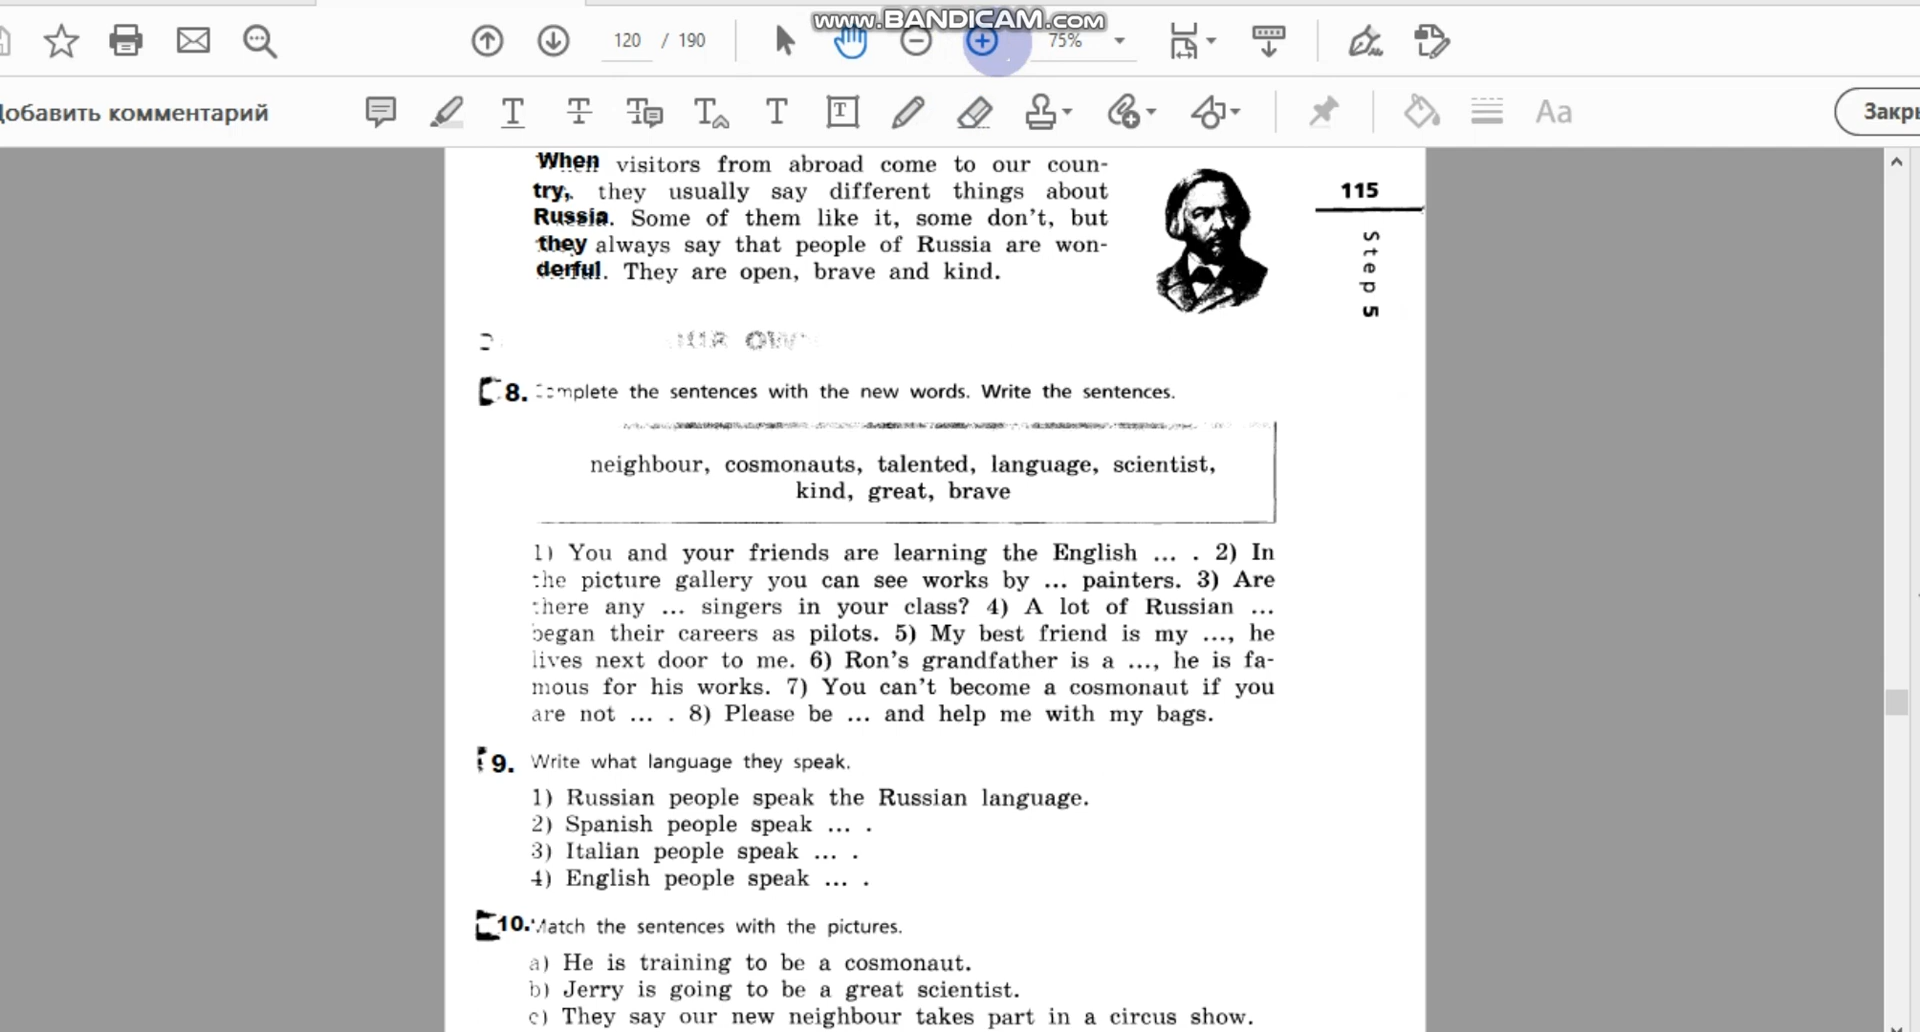 www.BANDICAM.com
120 / 190
75%
Добавить комментарий
Aa
When visitors from abroad come to our coun-
try, they usually say different things about
Russia. Some of them like it, some don't, but
they always say that people of Russia are won-
derful. They are open, brave and kind.
115
Step 5
8. Complete the sentences with the new words. Write the sentences.
neighbour, cosmonauts, talented, language, scientist,
kind, great, brave
1) You and your friends are learning the English ... . 2) In
the picture gallery you can see works by ... painters. 3) Are
there any ... singers in your class? 4) A lot of Russian ...
began their careers as pilots. 5) My best friend is my ..., he
lives next door to me. 6) Ron's grandfather is a ..., he is fa-
mous for his works. 7) You can't become a cosmonaut if you
are not ... . 8) Please be ... and help me with my bags.
9. Write what language they speak.
1) Russian people speak the Russian language.
2) Spanish people speak ... .
3) Italian people speak ... .
4) English people speak ... .
10. Match the sentences with the pictures.
a) He is training to be a cosmonaut.
b) Jerry is going to be a great scientist.
c) They say our new neighbour takes part in a circus show.